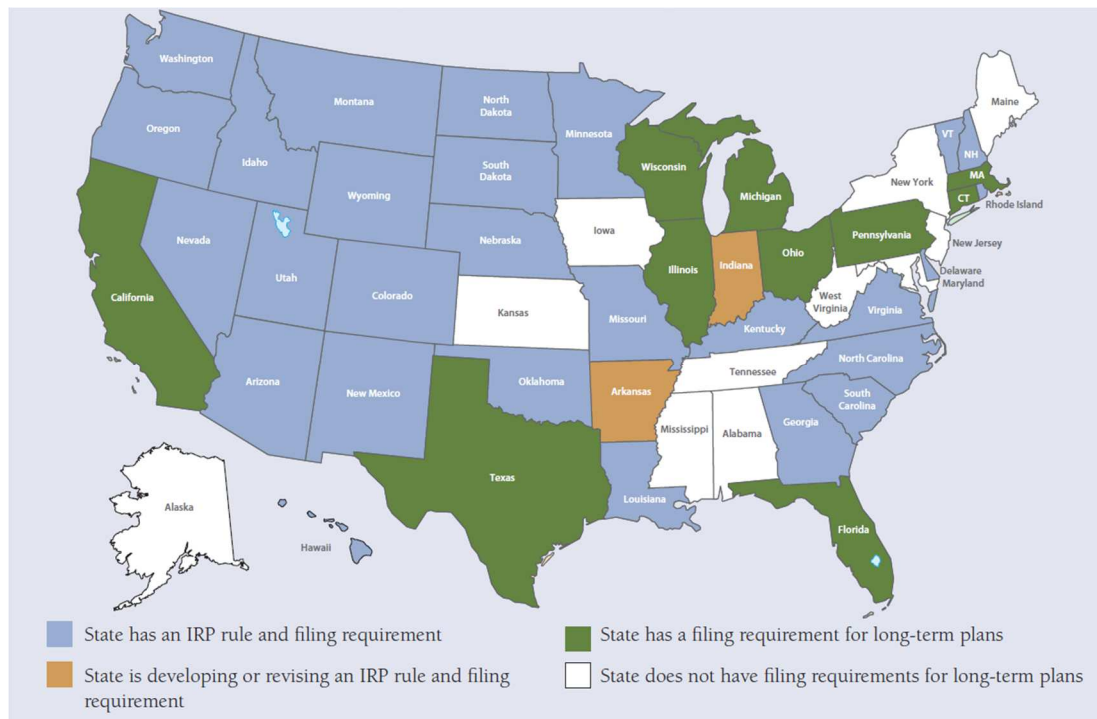 Washington
Montana
North
Dakota
Minnesota
Oregon
Idaho
South
Dakota
Wyoming
Wisconsin
Michigan
Maine
VT
NH
New York
MA
CT
Rhode Island
Nevada
Utah
Colorado
Nebraska
Iowa
Illinois
Indiana
Ohio
Pennsylvania
New Jersey
Delaware
Maryland
West
Virginia
Virginia
California
Kansas
Missouri
Kentucky
Arizona
New Mexico
Oklahoma
Arkansas
Tennessee
North Carolina
South
Carolina
Mississippi
Alabama
Georgia
Texas
Louisiana
Florida
Alaska
Hawaii
State has an IRP rule and filing requirement
State is developing or revising an IRP rule and filing
requirement
State has a filing requirement for long-term plans
State does not have filing requirements for long-term plans